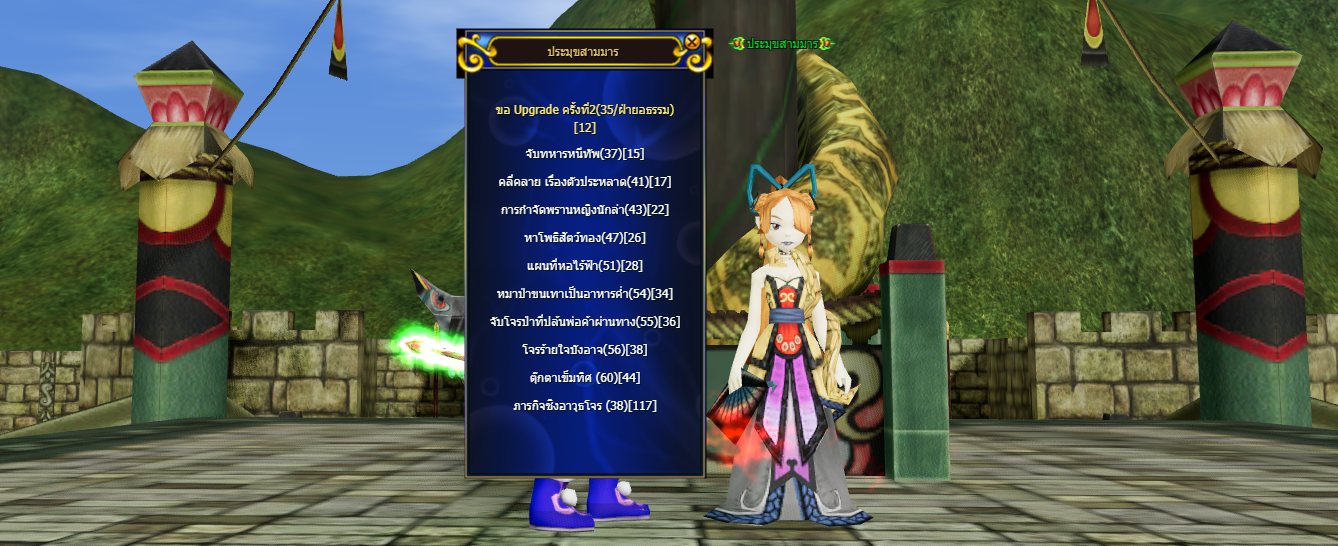 ประมุขสามมาร
ประมุขสามมาร
ขอ Upgrade ครั้งที่2(35/ฝ่ายอธรรม)
[12]
จับทหารหนีทัพ(37)[15]
คลี่คลาย เรื่องตัวประหลาด(41)[17]
การกำจัดพรานหญิงนักล่า(43)[22]
หาโพธิสัตว์ทอง(47)[26]
แผนที่หอไร้ฟ้า(51)[28]
หมาป่าขนเทาเป็นอาหารค่ำ(54)[34]
จับโจรป่าที่ปล้นพ่อค้าผ่านทาง(55)[36]
โจรร้ายใจบังอาจ(56)[38]
ตุ๊กตาเข็มทิศ (60)[44]
ภารกิจชิงอาวุธโจร (38)[117]